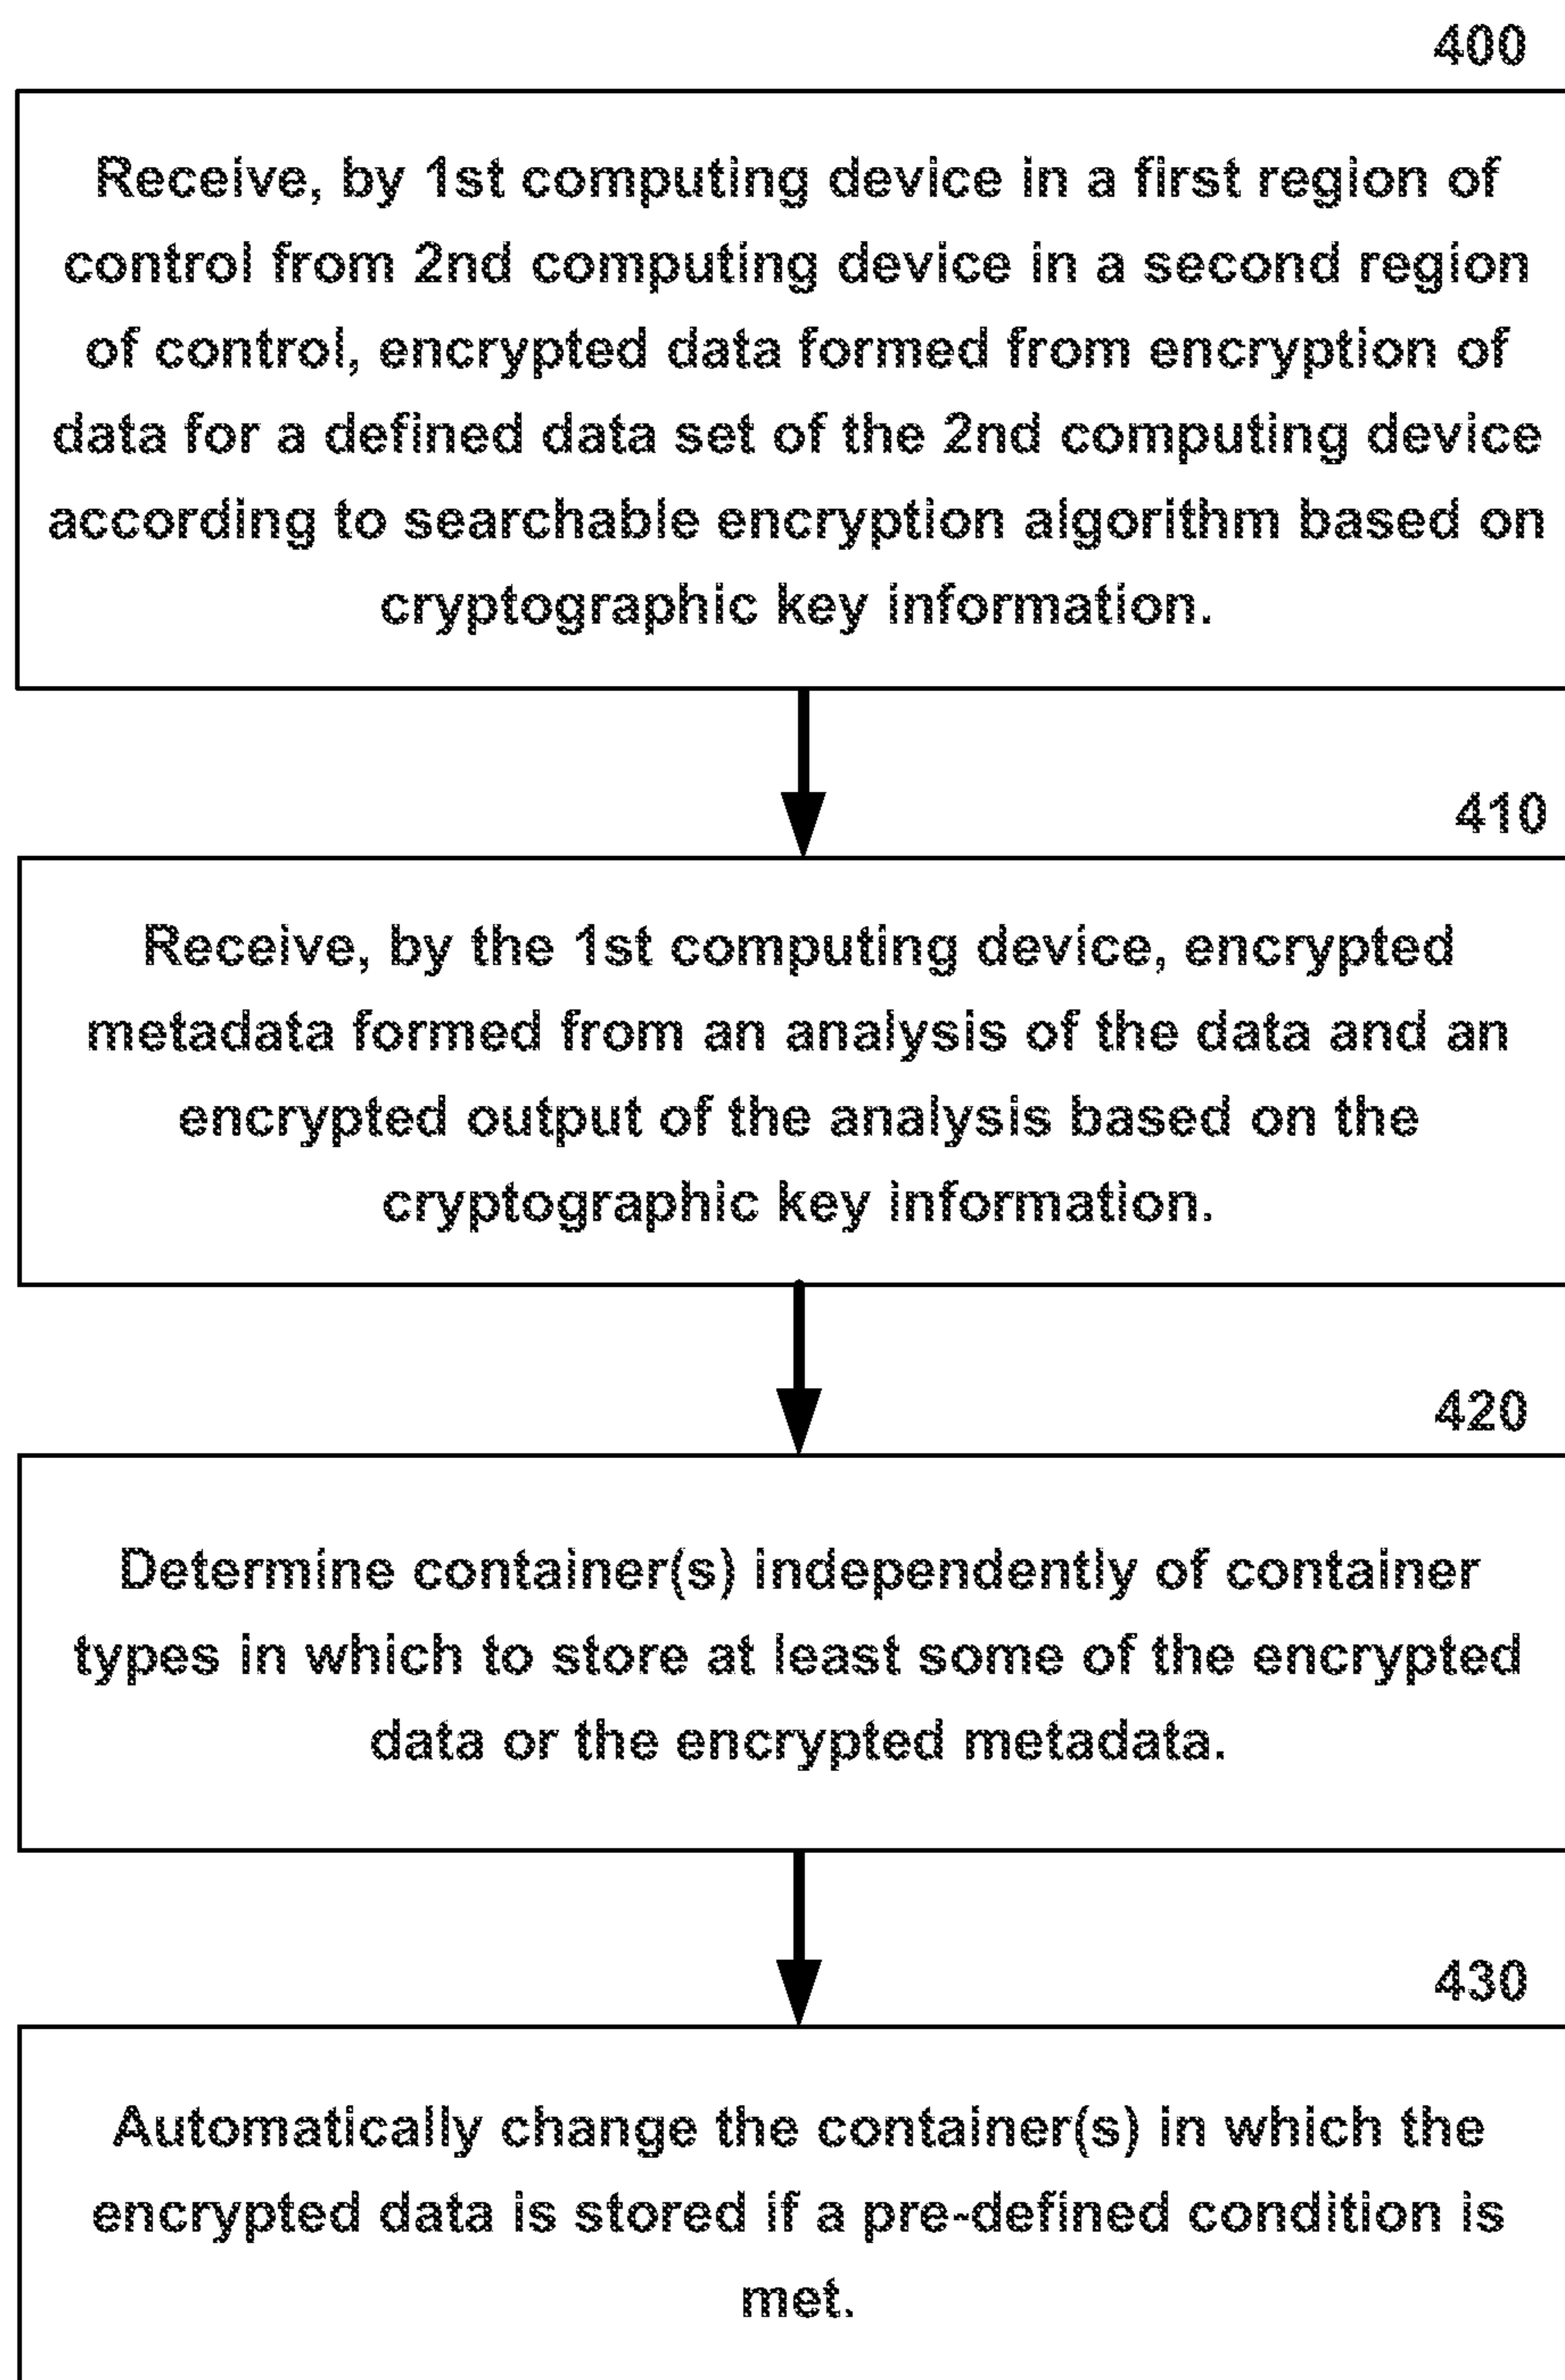 400
Receive, by 1st computing device in a first region of
control from 2nd computing device in a second region
of control, encrypted data formed from encryption of
data for a defined data set of the 2nd computing device
according to searchable encryption algorithm based on
cryptographic key information.
410
Receive, by the 1st computing device, encrypted
metadata formed from an analysis of the data and an
encrypted output of the analysis based on the
cryptographic key information.
420
Determine container(s) independently of container
types in which to store at least some of the encrypted
data or the encrypted metadata.
430
Automatically change the container(s) in which the
encrypted data is stored if a pre-defined condition is
met.